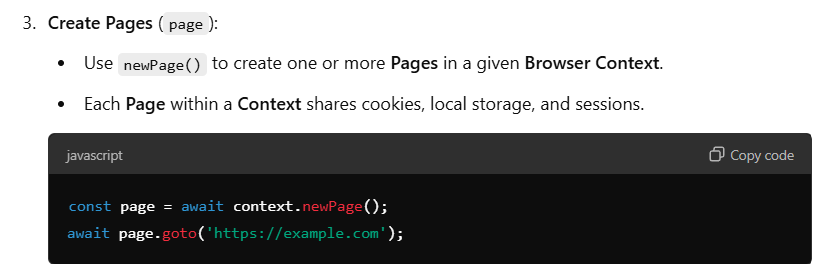 3. Create Pages ( page ):
• Use newPage() to create one or more Pages in a given Browser Context.
• Each Page within a Context shares cookies, local storage, and sessions.
javascript Copy code
const page = await context.newPage();
await page.goto('https://example.com');